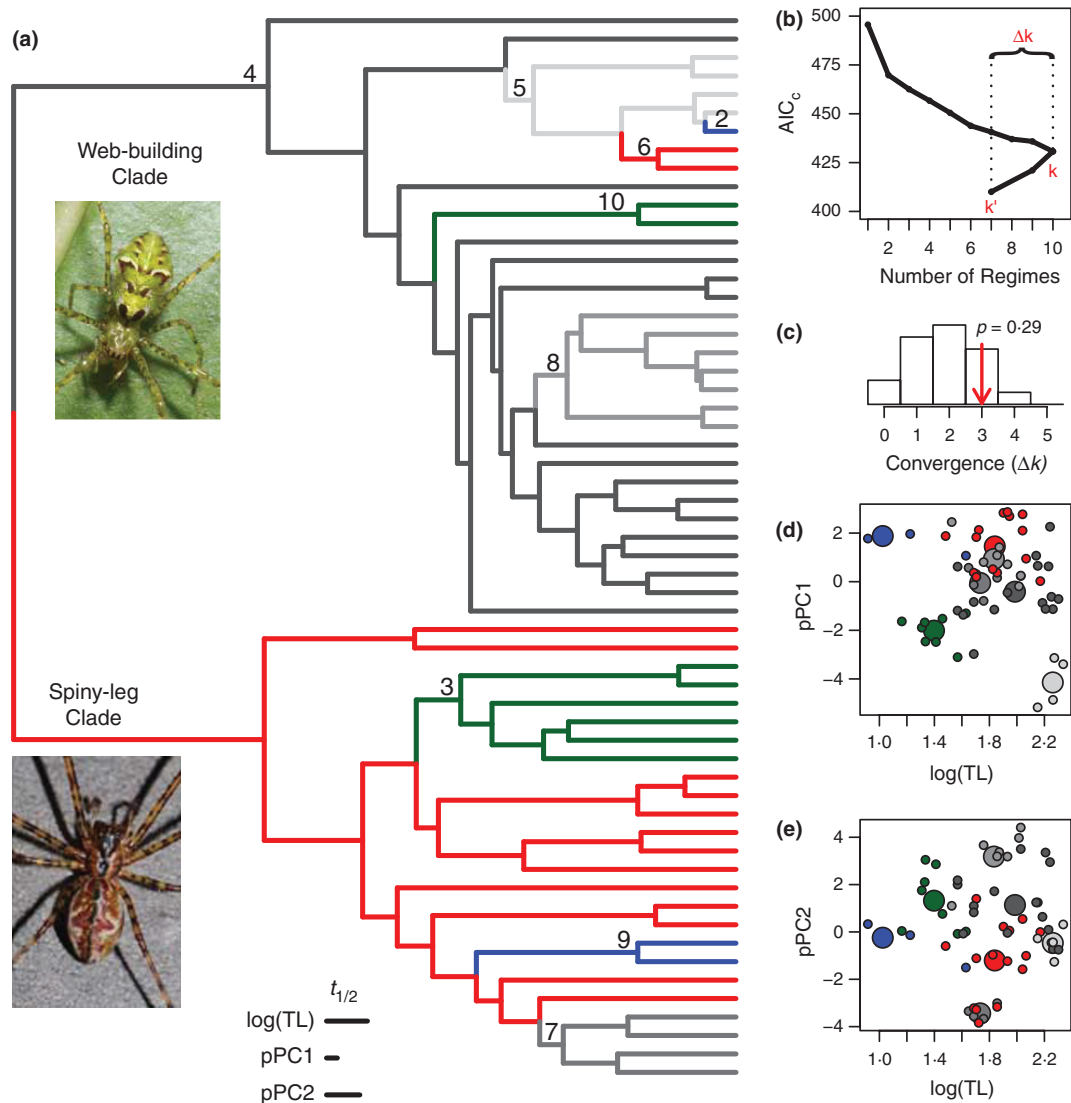 (a)
4
5
2
6
10
8
3
9
7
Web-building
Clade
Spiny-leg
Clade
t1/2
log(TL)
pPC1
pPC2
(b)
500
475
450
425
400
AICc
Δk
k
k'
2 4 6 8 10
Number of Regimes
(c)
p = 0·29
0 1 2 3 4 5
Convergence (Δk)
(d)
2
0
−2
−4
pPC1
1·0 1·4 1·8 2·2
log(TL)
(e)
4
2
0
−2
−4
pPC2
1·0 1·4 1·8 2·2
log(TL)